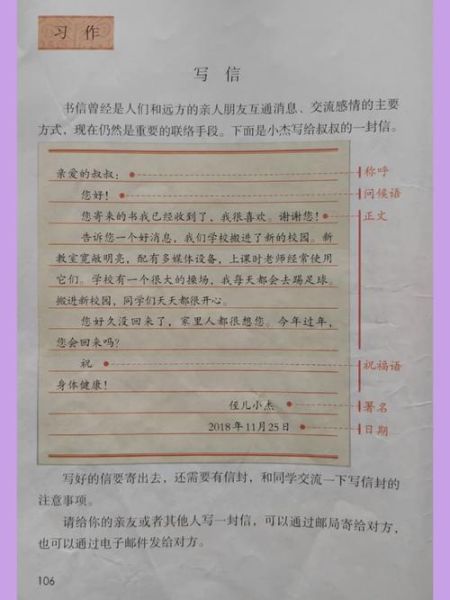 习作
写信
书信曾经是人们和远方的亲人朋友互通消息、交流感情的主要
方式，现在仍然是重要的联络手段。下面是小杰写给叔叔的一封信。
亲爱的叔叔： 称呼
您好！ 问候语
您寄来的书我已经收到了，我很喜欢。谢谢您！ 正文
告诉您一个好消息，我们学校搬进了新的校园。新
教室宽敞明亮，配有多媒体设备，上课时老师经常使用
它们。学校有一个很大的操场，我每天都会去踢足球。
搬进新校园，同学们天天都很开心。
您好久没回来了，家里人都很想您。今年过年，
您会回来吗？
祝 祝福语
身体健康！
侄儿小杰 署名
2018年11月25日 日期
写好的信要寄出去，还需要有信封，和同学交流一下写信封的
注意事项。
请给你的亲友或者其他人写一封信，可以通过邮局寄给对方，
也可以通过电子邮件发给对方。
106